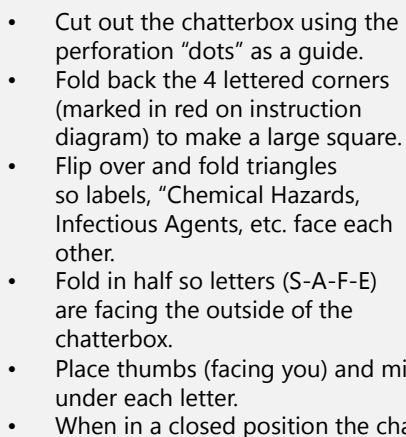 • Cut out the chatterbox using the
perforation “dots” as a guide.
• Fold back the 4 lettered corners
(marked in red on instruction
diagram) to make a large square.
• Flip over and fold triangles
so labels, “Chemical Hazards,
Infectious Agents, etc. face each
other.
• Fold in half so letters (S-A-F-E)
are facing the outside of the
chatterbox.
• Place thumbs (facing you) and
under each letter.
• When in a closed position the